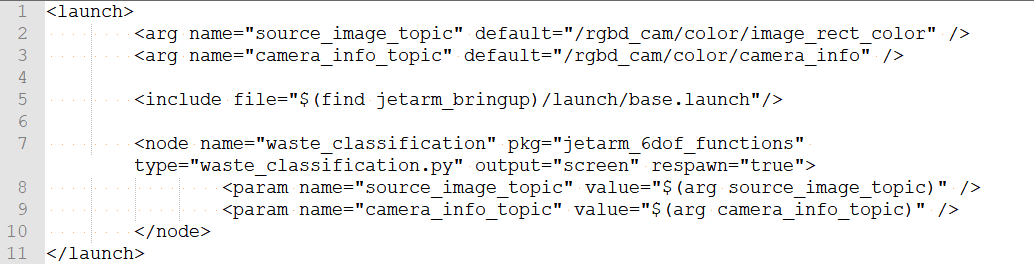 1 <launch>
2 <arg name="source_image_topic" default="/rgbd_cam/color/image_rect_color" />
3 <arg name="camera_info_topic" default="/rgbd_cam/color/camera_info" />
4
5 <include file="$(find jetarm_bringup)/launch/base.launch"/>
6
7 <node name="waste_classification" pkg="jetarm_6dof_functions"
type="waste_classification.py" output="screen" respawn="true">
8 <param name="source_image_topic" value="$(arg source_image_topic)" />
9 <param name="camera_info_topic" value="$(arg camera_info_topic)" />
10 </node>
11 </launch>